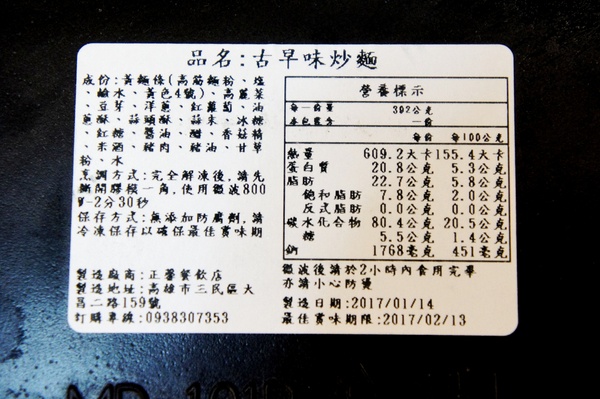 品名:古早味炒麵
成份:黃麵條(高筋麵粉、塩
、鹼水、黃色4號)、高麗菜
、豆芽、洋蔥、紅蘿蔔、油
蔥酥、蒜頭酥、蒜末、冰糖
、紅糖、醬油、醋、香菇精
、米酒、豬肉、豬油、甘草
粉、水
烹調方式:完全解凍後,請先
撕開膠膜一角,使用微波800
W-2分30秒
保存方式:無添加防腐劑,請
冷凍保存以確保最佳賞味期
製造廠商:正馨餐飲店
製造地址:高雄市三民區大
昌二路159號
訂購專線:0938307353
營養標示
每一份量 392公克
本包裝含 一份
每份 每100公克
熱量 609.2大卡 155.4大卡
蛋白質 20.8公克 5.3公克
脂肪 22.7公克 5.8公克
飽和脂肪 7.8公克 2.0公克
反式脂肪 0.0公克 0.0公克
碳水化合物 80.4公克 20.5公克
糖 5.5公克 1.4公克
鈉 1768毫克 451毫克
微波後請於2小時內食用完畢
亦請小心防燙
製造日期:2017/01/14
最佳賞味期限:2017/02/13